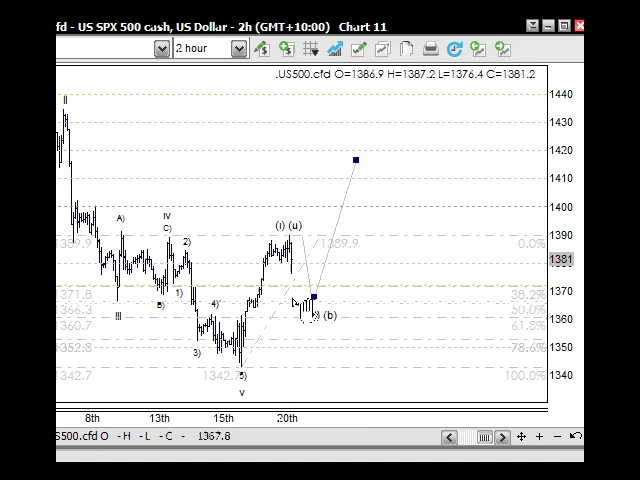 fd - US SPX 500 cash, US Dollar - 2h (GMT+10:00) Chart 11
2 hour
.US500.cfd O=1386.9 H=1387.2 L=1376.4 C=1381.2
II
1440
1430
1420
1410
1400
A)
IV
C)
(i) (a)
1390
1389.9
2)
1389.9
0.0%
1381
1371.8
B)
1)
38.2%
1370
1366.3
III
4)
50.0%
1360.7
(b)
61.8%
1360
1352.8
3)
78.6%
1350
1342.7
1342.7
5)
100.0%
1340
V
8th
13th
15th
20th
S500.cfd O -H -L -C - 1367.8